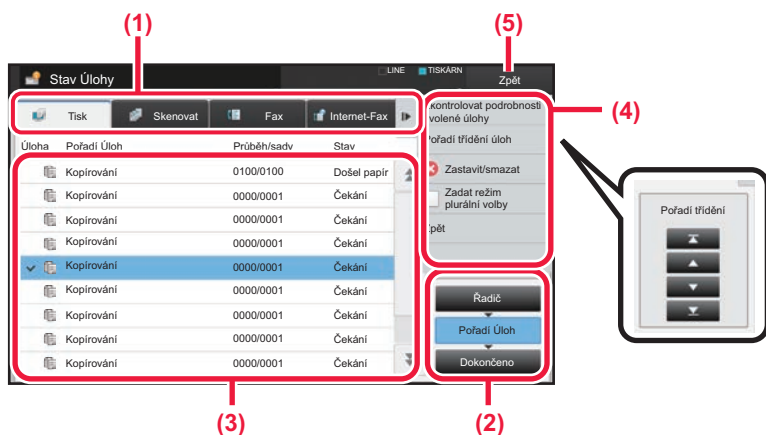 (1)
(5)
Stav Úlohy
LINE
TISKÁRN
Zpět
Tisk
Skenovat
Fax
Internet-Fax
Kontrolovat podrobnosti
volené úlohy
(4)
Úloha Pořadí Úloh Průběh/sadv Stav
Pořadí třídění úloh
Kopírování 0100/0100 Došel papír
Zastavit/smazat
Kopírování 0000/0001 Čekání
Zadat režim
plurální volby
Kopírování 0000/0001 Čekání
Zpět
Kopírování 0000/0001 Čekání
Kopírování 0000/0001 Čekání
Kopírování 0000/0001 Čekání
Kopírování 0000/0001 Čekání
Kopírování 0000/0001 Čekání
Kopírování 0000/0001 Čekání
Řadič
Pořadí Úloh
Dokončeno
Pořadí třídění
(3)
(2)